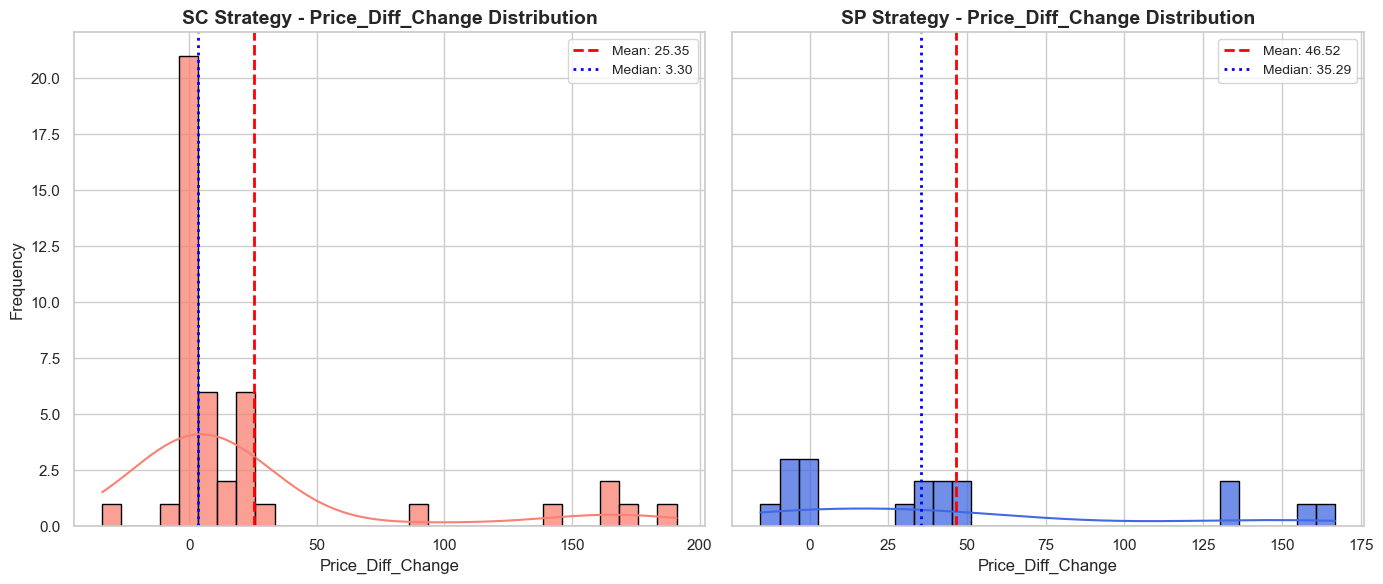 SC Strategy - Price_Diff_Change Distribution
Mean: 25.35
Median: 3.30
Frequency
20.0
17.5
15.0
12.5
10.0
7.5
5.0
2.5
0.0
0 50 100 150 200
Price_Diff_Change
SP Strategy - Price_Diff_Change Distribution
Mean: 46.52
Median: 35.29
0 25 50 75 100 125 150 175
Price_Diff_Change